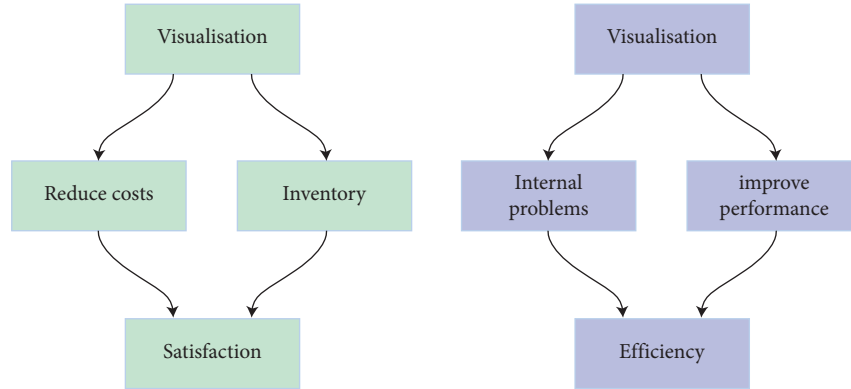 Visualisation
Reduce costs
Inventory
Satisfaction
Visualisation
Internal
problems
improve
performance
Efficiency